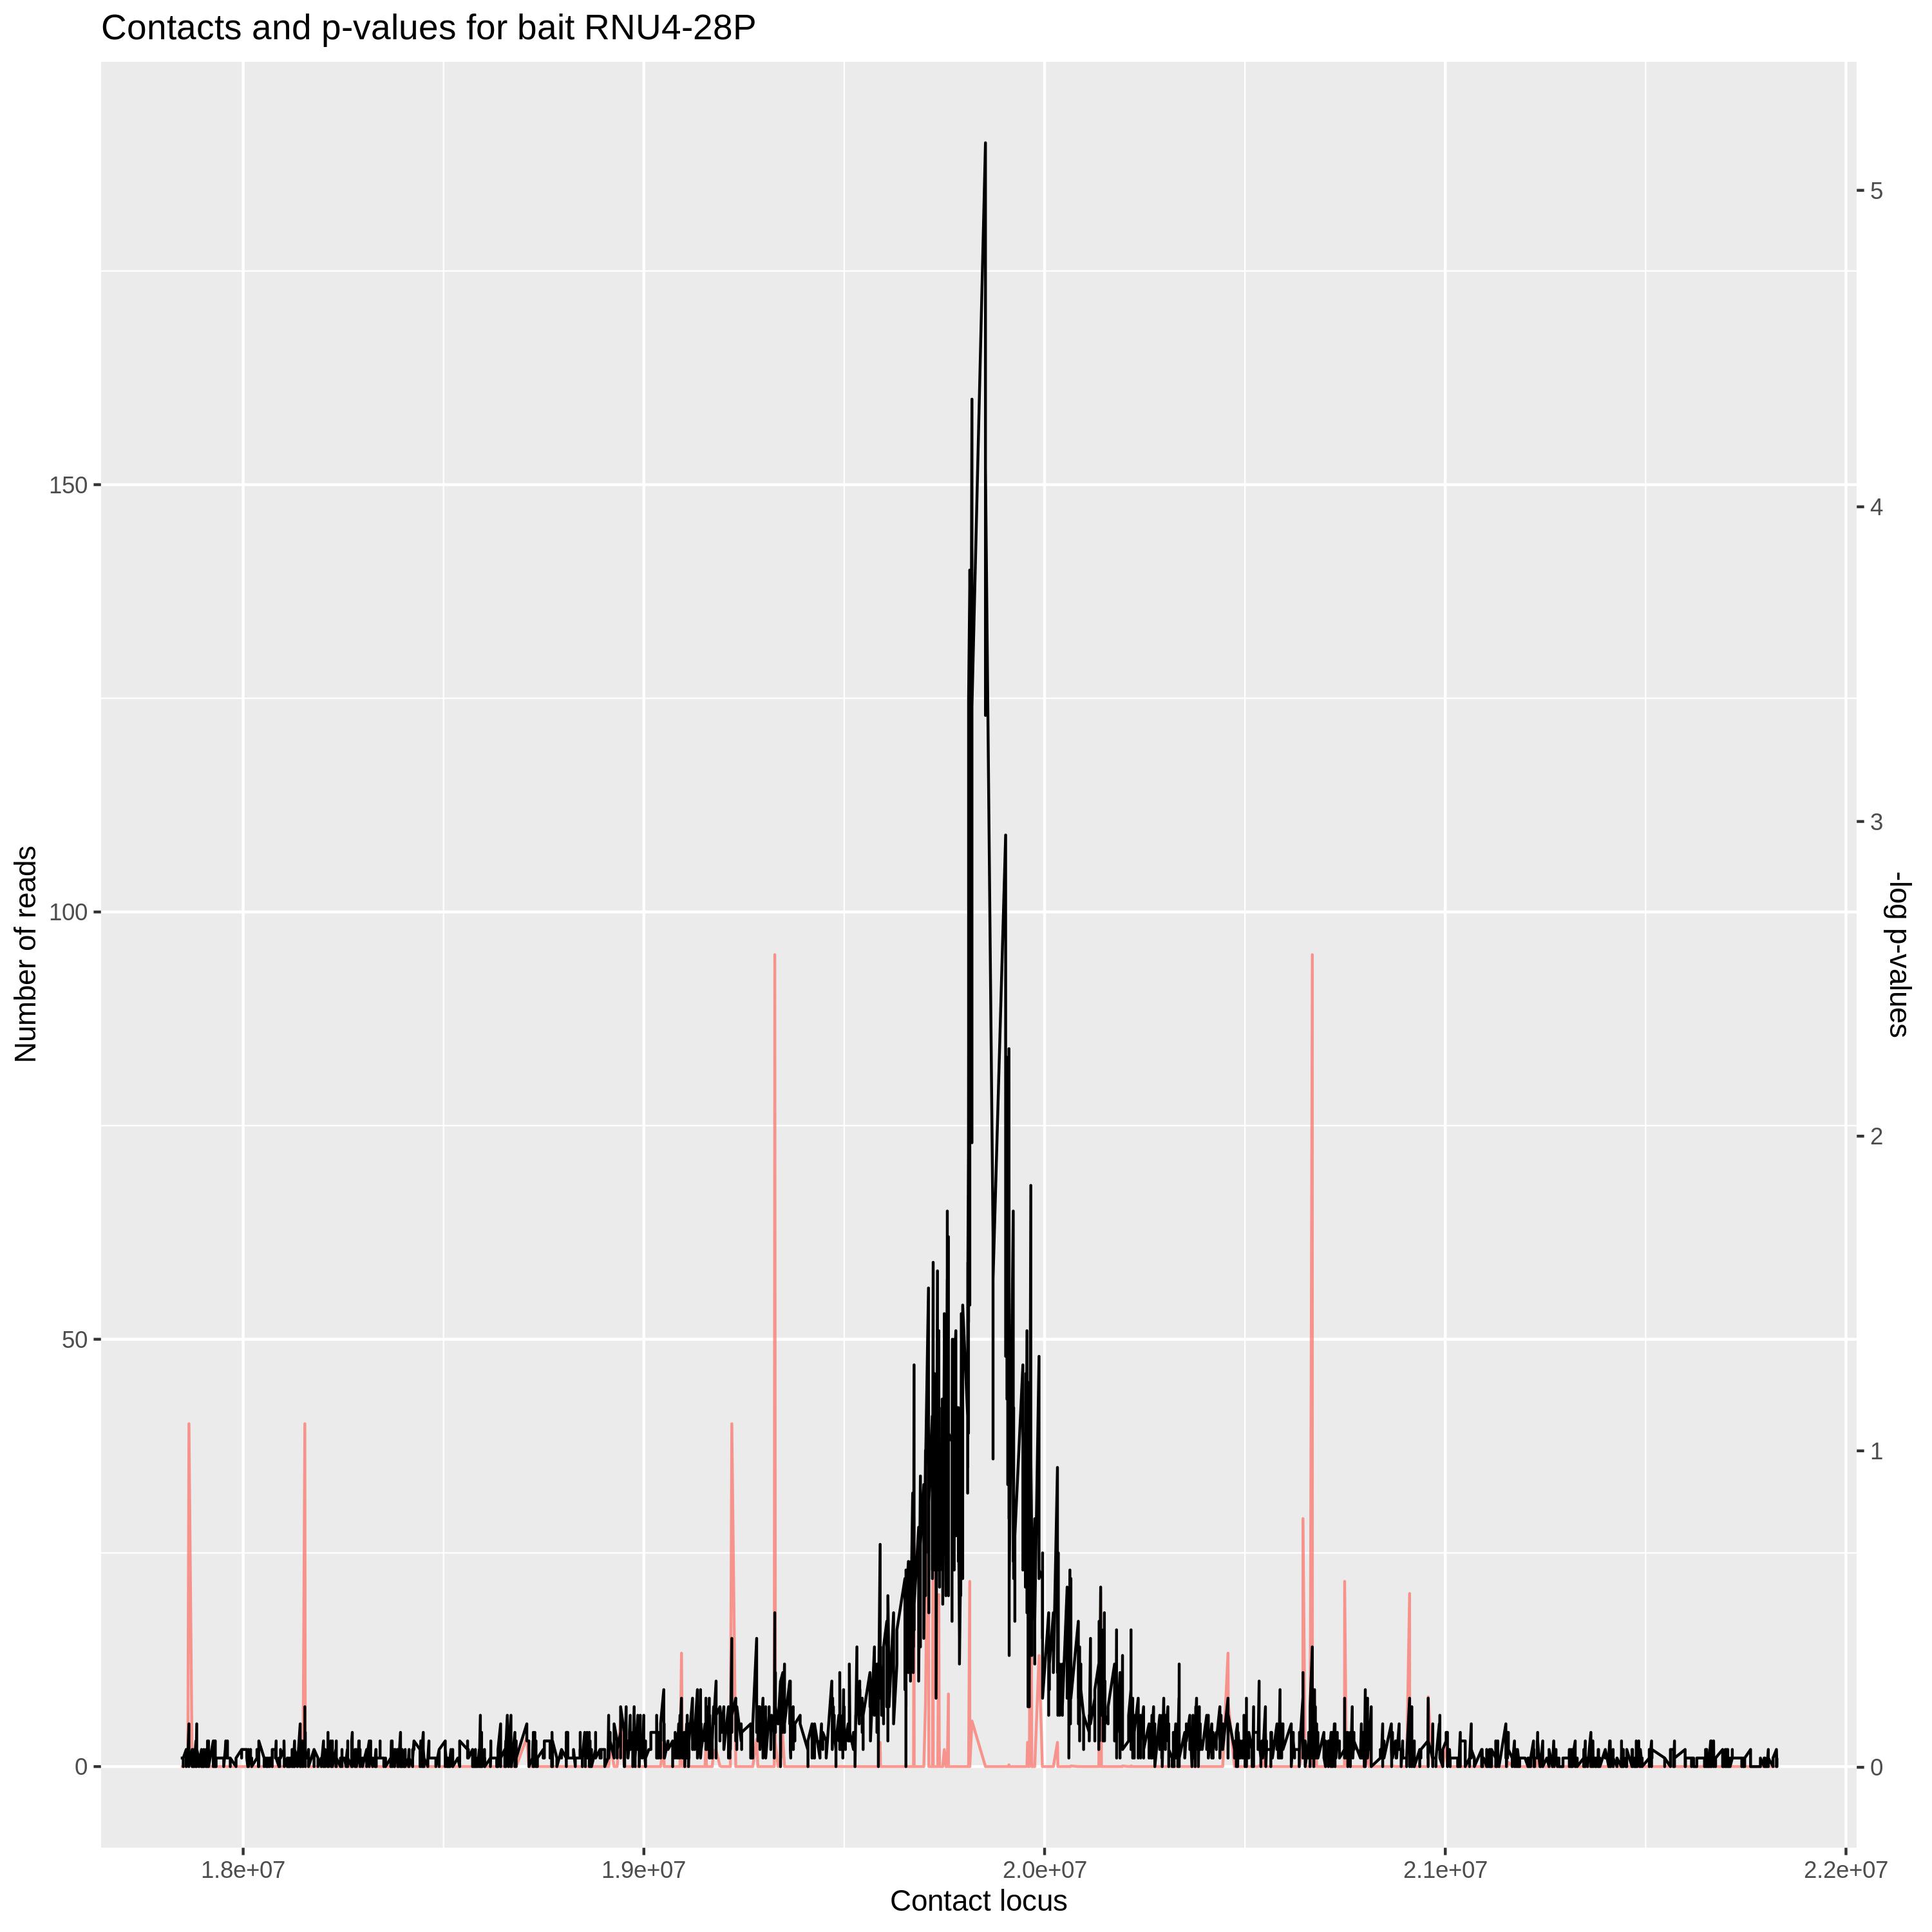 Contacts and p-values for bait RNU4-28P
Number of reads
150
100
50
0
5
4
3
2
1
0
-log p-values
1.8e+07 1.9e+07 2.0e+07 2.1e+07 2.2e+07
Contact locus